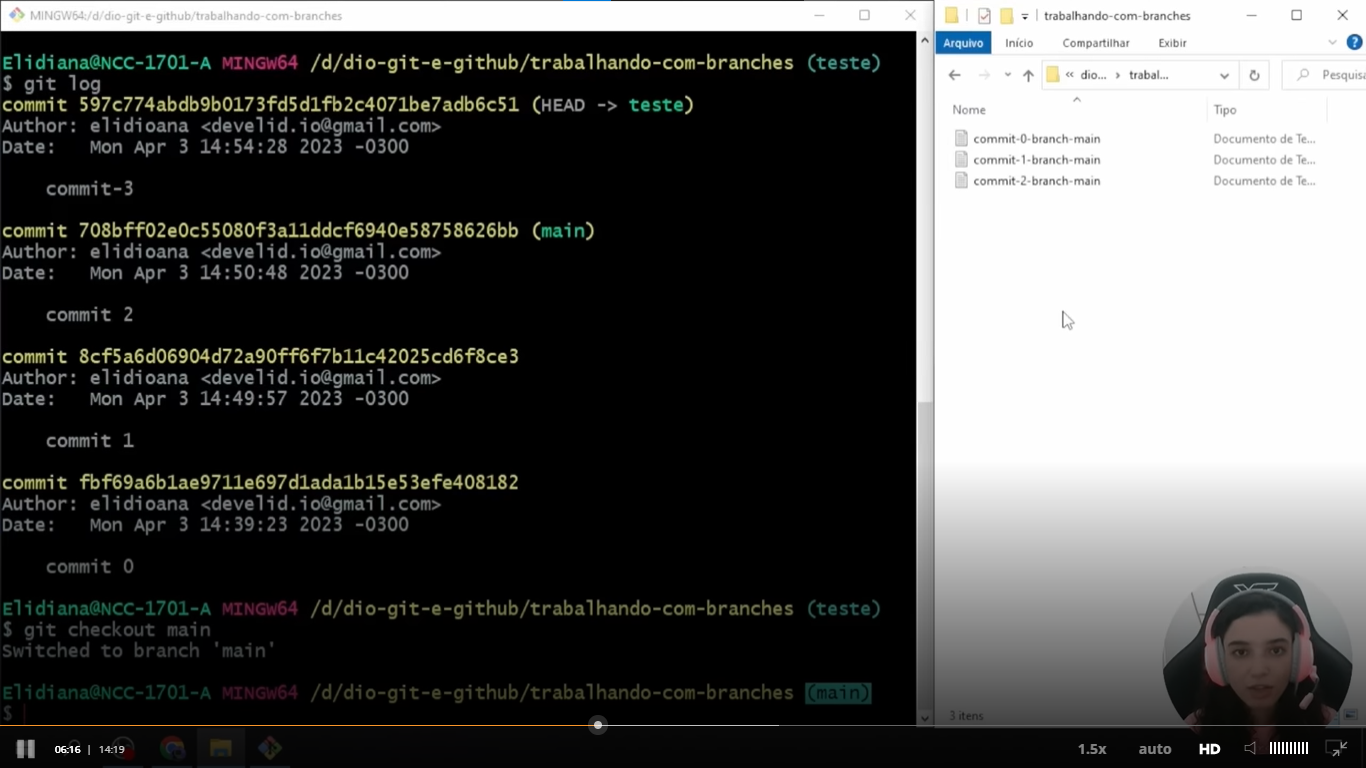 MINGW64:/d/dio-git-e-github/trabalhando-com-branches
Elidiana@NCC-1701-A MINGW64 /d/dio-git-e-github/trabalhando-com-branches (teste)
$ git log
commit 597c774abdb9b0173fd5d1fb2c4071be7adb6c51 (HEAD -> teste)
Author: elidioana <develid.io@gmail.com>
Date:   Mon Apr 3 14:54:28 2023 -0300
commit-3
commit 708bff02e0c55080f3a11ddcf6940e58758626bb (main)
Author: elidioana <develid.io@gmail.com>
Date:   Mon Apr 3 14:50:48 2023 -0300
commit 2
commit 8cf5a6d06904d72a90ff6f7b11c42025cd6f8ce3
Author: elidioana <develid.io@gmail.com>
Date:   Mon Apr 3 14:49:57 2023 -0300
commit 1
commit fbf69a6b1ae9711e697d1ada1b15e53efe408182
Author: elidioana <develid.io@gmail.com>
Date:   Mon Apr 3 14:39:23 2023 -0300
commit 0
Elidiana@NCC-1701-A MINGW64 /d/dio-git-e-github/trabalhando-com-branches (teste)
$ git checkout main
Switched to branch 'main'
Elidiana@NCC-1701-A MINGW64 /d/dio-git-e-github/trabalhando-com-branches (main)
$
trabalhando-com-branches
Arquivo Início Compartilhar Exibir
« dio... › trabal... Pesquisa
Nome Tipo
commit-0-branch-main Documento de Te...
commit-1-branch-main Documento de Te...
commit-2-branch-main Documento de Te...
3 itens
06:16 | 14:19 1.5x auto HD